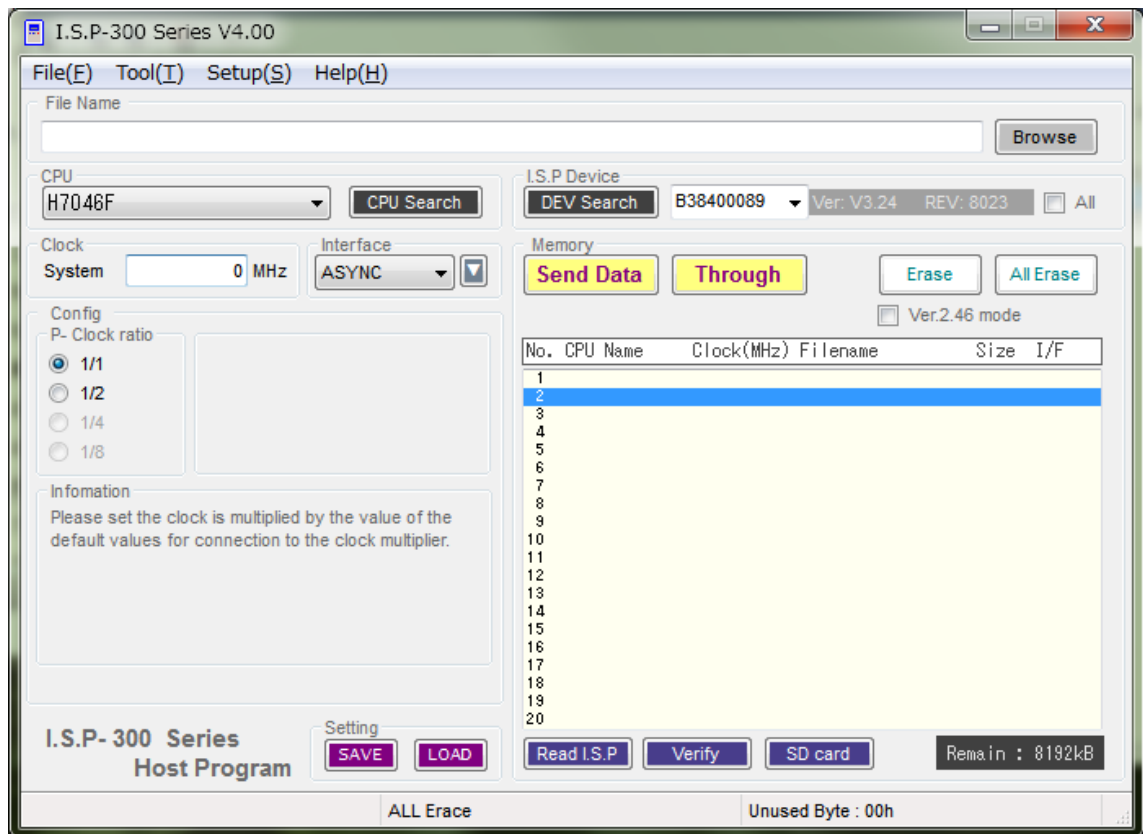 I.S.P-300 Series V4.00
File(F) Tool(T) Setup(S) Help(H)
File Name
Browse
CPU
H7046F
CPU Search
I.S.P Device
DEV Search
B38400089
Ver: V3.24 REV: 8023
All
Clock
System 0 MHz
Interface
ASYNC
Memory
Send Data
Through
Erase
All Erase
Ver.2.46 mode
Config
P- Clock ratio
1/1
1/2
1/4
1/8
No. CPU Name Clock(MHz) Filename Size I/F
1
2
3
4
5
6
7
8
9
10
11
12
13
14
15
16
17
18
19
20
Infomation
Please set the clock is multiplied by the value of the
default values for connection to the clock multiplier.
I.S.P- 300 Series
Host Program
Setting
SAVE
LOAD
Read I.S.P
Verify
SD card
Remain : 8192kB
ALL Erace
Unused Byte : 00h